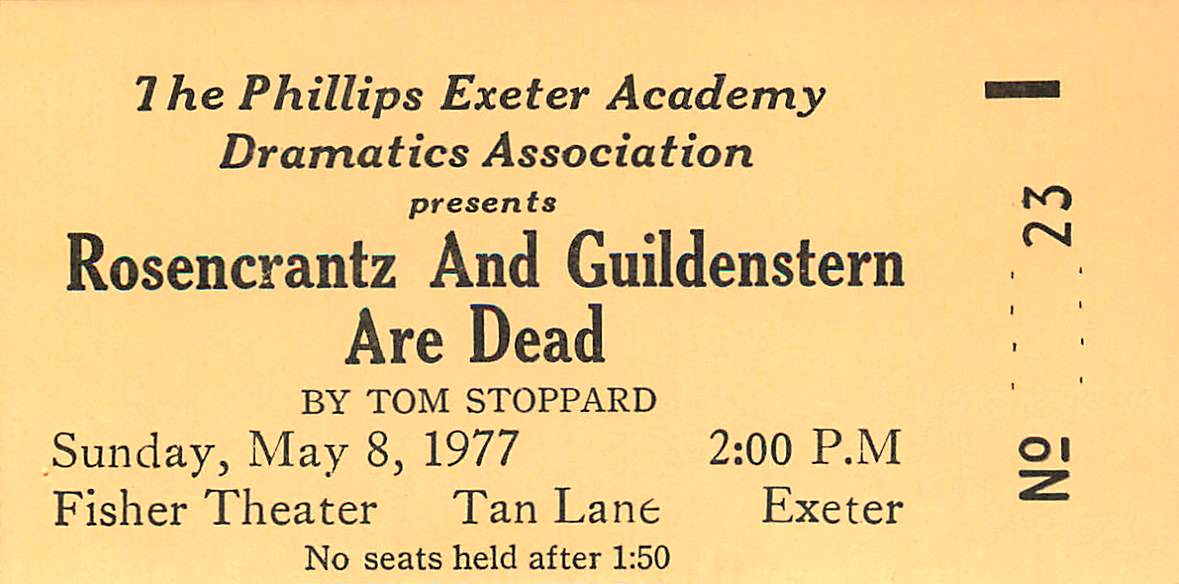 The Phillips Exeter Academy
Dramatics Association
presents
Rosencrantz And Guildenstern
Are Dead
BY TOM STOPPARD
Sunday, May 8, 1977 2:00 P.M
Fisher Theater Tan Lane Exeter
No seats held after 1:50
№ 23